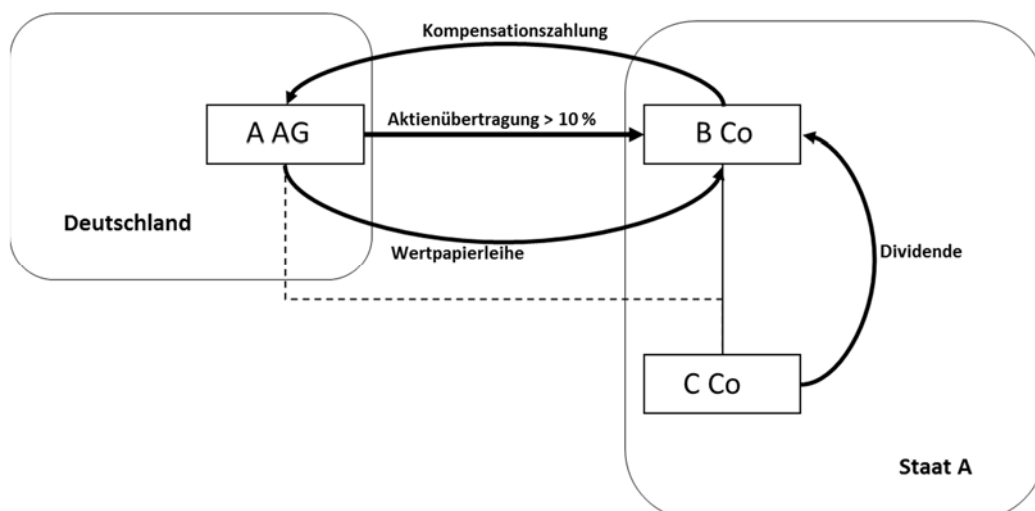 Kompensationszahlung
A AG
Aktienübertragung > 10 %
B Co
Deutschland
Wertpapierleihe
Dividende
C Co
Staat A